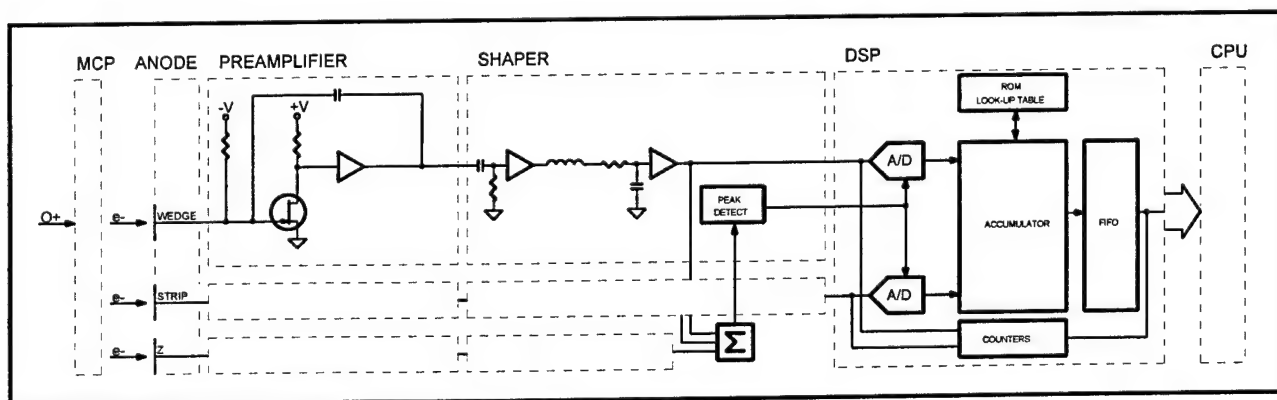 MCP ANODE PREAMPLIFIER SHAPER DSP CPU
ROM
LOOK-UP TABLE
-V +V
A/D
PEAK
DETECT
O+ e- WEDGE
ACCUMULATOR FIFO
e- STRIP A/D
Σ COUNTERS
e- Z